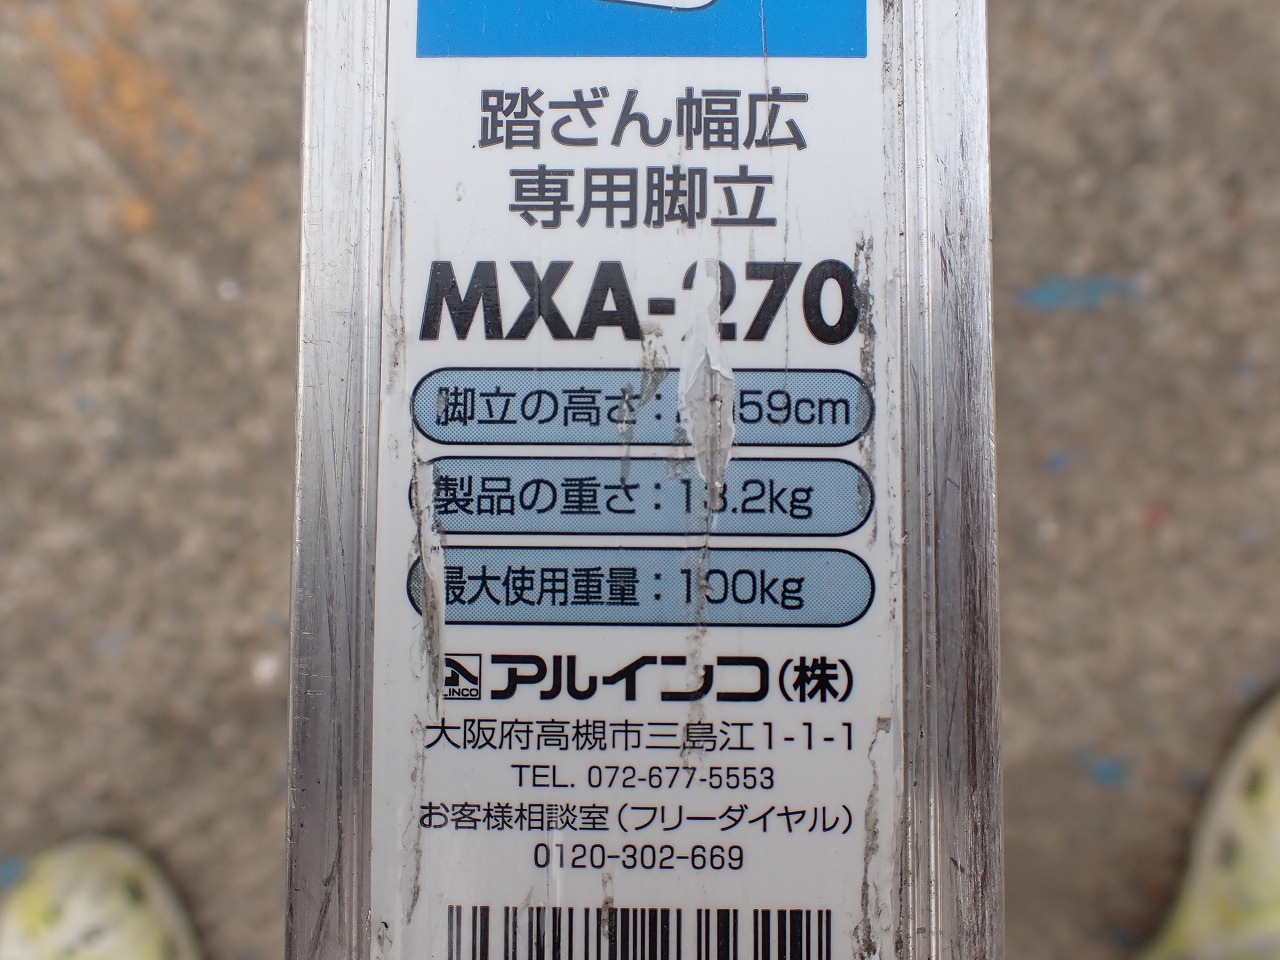 踏ざん幅広
専用脚立
MXA-270
脚立の高さ： 59cm
製品の重さ：13.2kg
最大使用重量：100kg
アルインコ(株)
大阪府高槻市三島江1-1-1
TEL. 072-677-5553
お客様相談室(フリーダイヤル)
0120-302-669